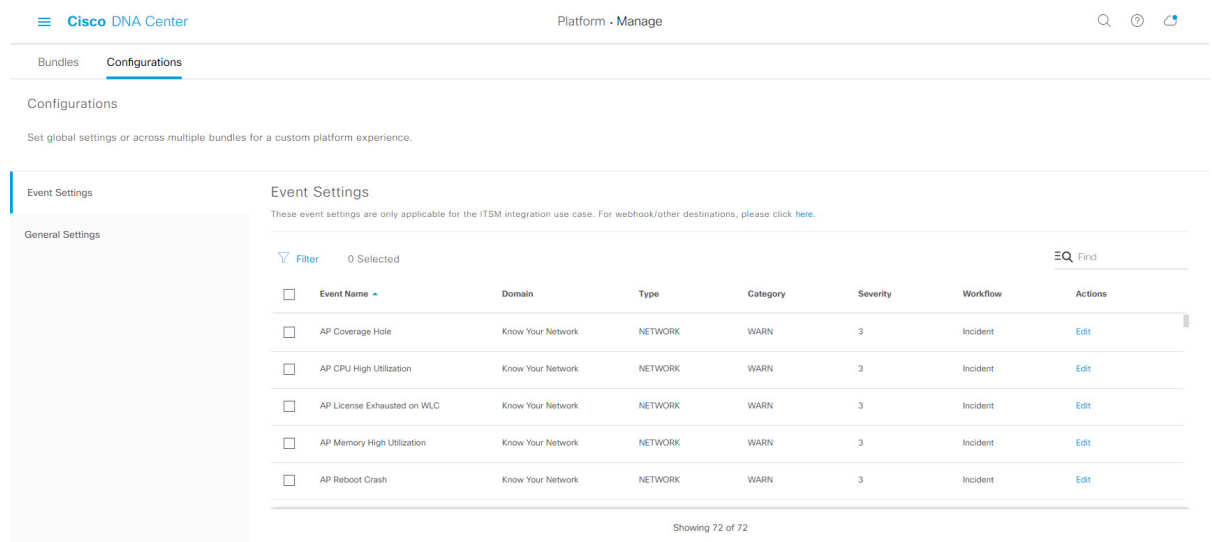 Cisco DNA Center Platform • Manage
Bundles Configurations
Configurations
Set global settings or across multiple bundles for a custom platform experience.
Event Settings
General Settings
Event Settings
These event settings are only applicable for the ITSM integration use case. For webhook/other destinations, please click here.
Filter 0 Selected Find
Event Name Domain Type Category Severity Workflow Actions
AP Coverage Hole Know Your Network NETWORK WARN 3 Incident Edit
AP CPU High Utilization Know Your Network NETWORK WARN 3 Incident Edit
AP License Exhausted on WLC Know Your Network NETWORK WARN 3 Incident Edit
AP Memory High Utilization Know Your Network NETWORK WARN 3 Incident Edit
AP Reboot Crash Know Your Network NETWORK WARN 3 Incident Edit
Showing 72 of 72